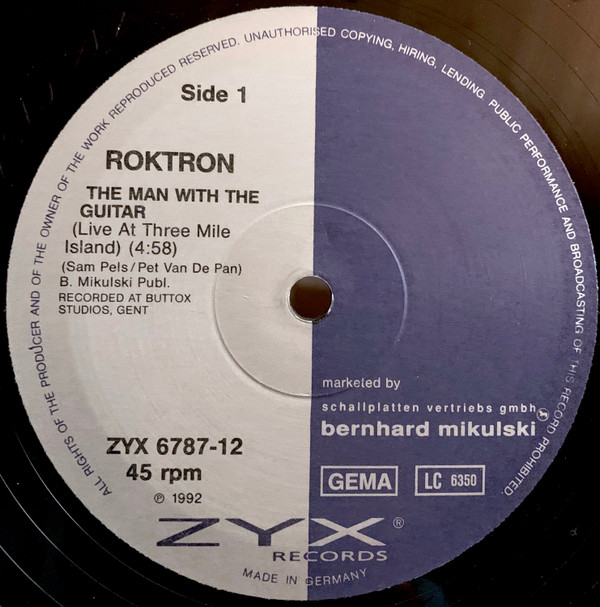 ALL RIGHTS OF THE PRODUCER AND OF THE OWNER OF THE WORK REPRODUCED RESERVED. UNAUTHORISED COPYING, HIRING, LENDING PUBLIC PERFORMANCE AND BROADCASTING OF THIS RECORD PROHIBITED.
Side 1
ROKTRON
THE MAN WITH THE
GUITAR
(Live At Three Mile
Island) (4:58)
(Sam Pels/Pet Van De Pan)
B. Mikulski Publ.
RECORDED AT BUTTOX
STUDIOS, GENT
marketed by
schallplatten vertriebs gmbh
bernhard mikulski
ZYX 6787-12
45 rpm
GEMA
LC 6350
℗ 1992
ZYX®
RECORDS
MADE IN GERMANY